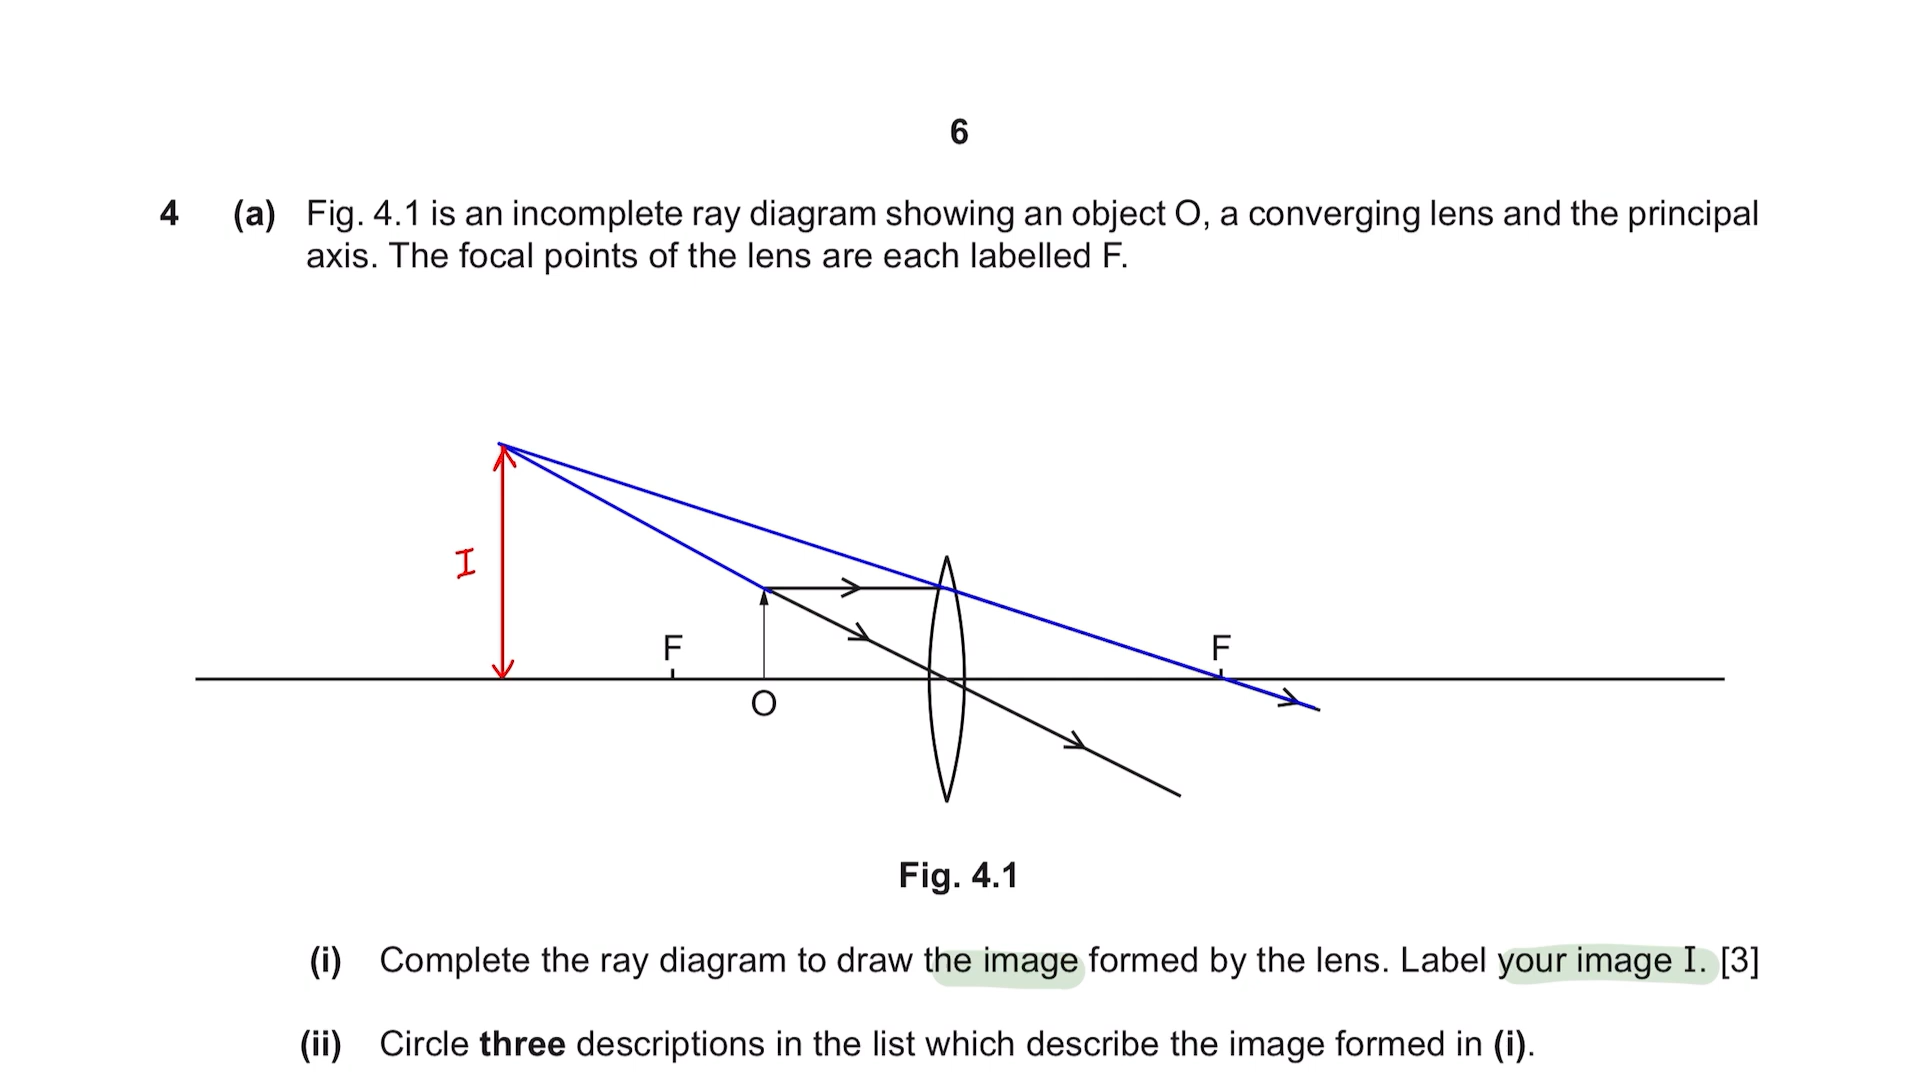 6
4 (a) Fig. 4.1 is an incomplete ray diagram showing an object O, a converging lens and the principal
axis. The focal points of the lens are each labelled F.
I
F F
O
Fig. 4.1
(i) Complete the ray diagram to draw the image formed by the lens. Label your image I. [3]
(ii) Circle three descriptions in the list which describe the image formed in (i).